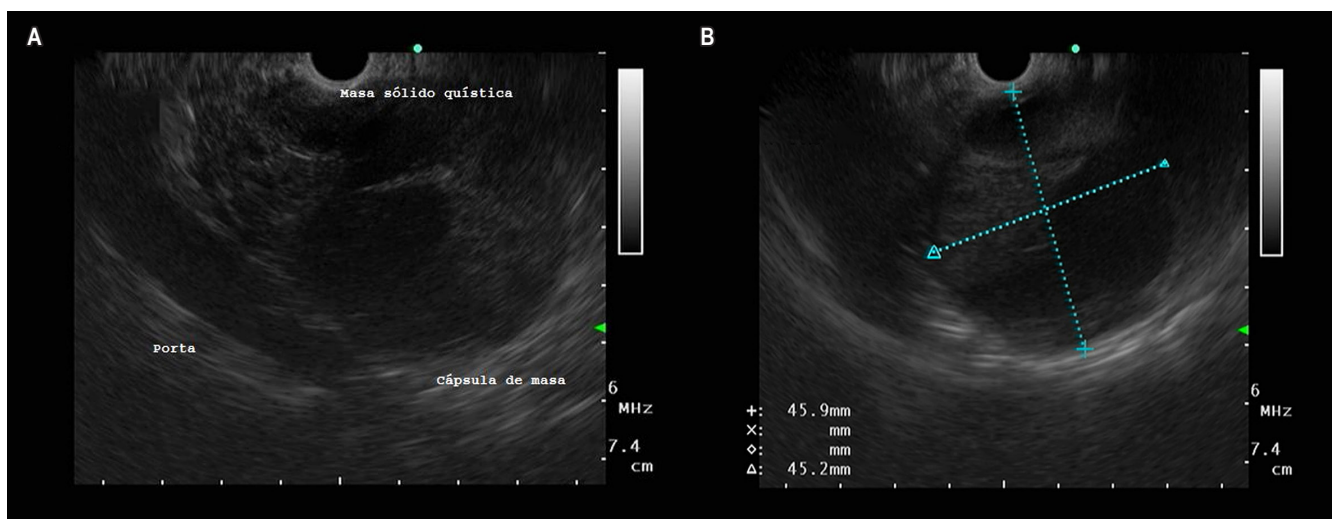 A
Masa sólido quística
Porta
Cápsula de masa
6
MHz
7.4
cm
B
+: 45.9mm
×: mm
◇: mm
△: 45.2mm
6
MHz
7.4
cm